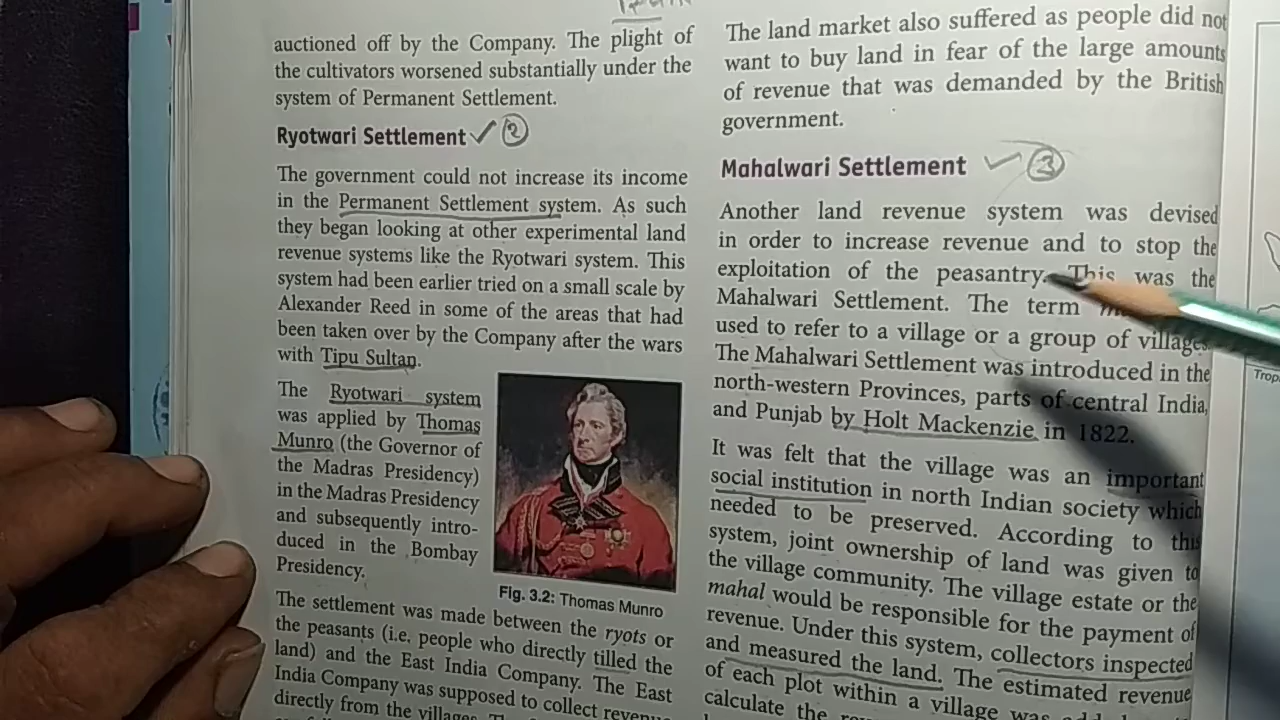 auctioned off by the Company. The plight of
the cultivators worsened substantially under the
system of Permanent Settlement.
Ryotwari Settlement ✓ 2
The government could not increase its income
in the Permanent Settlement system. As such
they began looking at other experimental land
revenue systems like the Ryotwari system. This
system had been earlier tried on a small scale by
Alexander Reed in some of the areas that had
been taken over by the Company after the wars
with Tipu Sultan.
The Ryotwari system
was applied by Thomas
Munro (the Governor of
the Madras Presidency)
in the Madras Presidency
and subsequently intro-
duced in the Bombay
Presidency.
Fig. 3.2: Thomas Munro
The settlement was made between the ryots or
the peasants (i.e. people who directly tilled the
land) and the East India Company. The East
India Company was supposed to collect revenue
directly from the villages.
The land market also suffered as people did not
want to buy land in fear of the large amounts
of revenue that was demanded by the British
government.
Mahalwari Settlement ✓ 3
Another land revenue system was devised
in order to increase revenue and to stop the
exploitation of the peasantry. This was the
Mahalwari Settlement. The term
used to refer to a village or a group of villages.
The Mahalwari Settlement was introduced in the
north-western Provinces, parts of central India,
and Punjab by Holt Mackenzie in 1822.
It was felt that the village was an important
social institution in north Indian society which
needed to be preserved. According to this
system, joint ownership of land was given to
the village community. The village estate or the
mahal would be responsible for the payment of
revenue. Under this system, collectors inspected
and measured the land. The estimated revenue
of each plot within a village was
calculate the